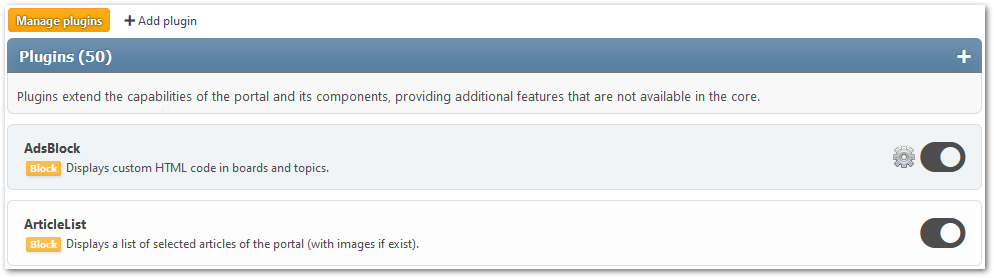 Manage plugins + Add plugin
Plugins (50) +
Plugins extend the capabilities of the portal and its components, providing additional features that are not available in the core.
AdsBlock
Block Displays custom HTML code in boards and topics.
ArticleList
Block Displays a list of selected articles of the portal (with images if exist).